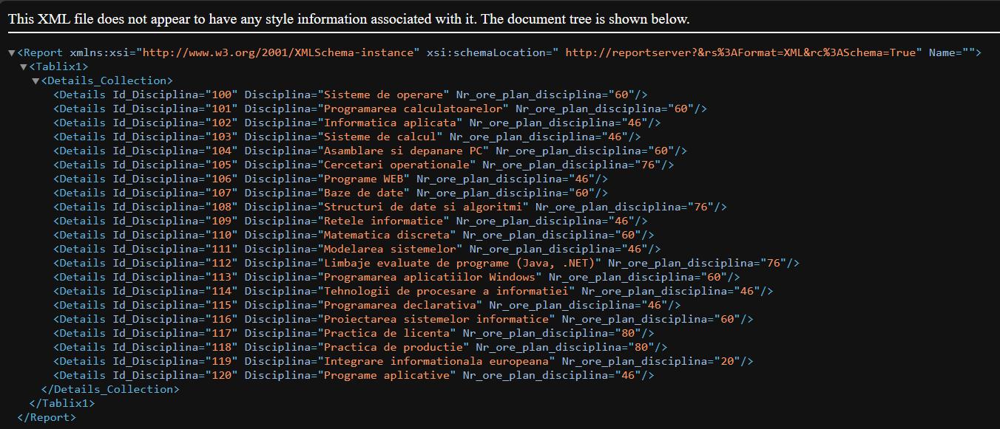 This XML file does not appear to have any style information associated with it. The document tree is shown below.
▼<Report xmlns:xsi="http://www.w3.org/2001/XMLSchema-instance" xsi:schemaLocation=" http://reportserver?&rs%3AFormat=XML&rc%3ASchema=True" Name="">
▼<Tablix1>
▼<Details_Collection>
<Details Id_Disciplina="100" Disciplina="Sisteme de operare" Nr_ore_plan_disciplina="60"/>
<Details Id_Disciplina="101" Disciplina="Programarea calculatoarelor" Nr_ore_plan_disciplina="60"/>
<Details Id_Disciplina="102" Disciplina="Informatica aplicata" Nr_ore_plan_disciplina="46"/>
<Details Id_Disciplina="103" Disciplina="Sisteme de calcul" Nr_ore_plan_disciplina="46"/>
<Details Id_Disciplina="104" Disciplina="Asamblare si depanare PC" Nr_ore_plan_disciplina="60"/>
<Details Id_Disciplina="105" Disciplina="Cercetari operationale" Nr_ore_plan_disciplina="76"/>
<Details Id_Disciplina="106" Disciplina="Programe WEB" Nr_ore_plan_disciplina="46"/>
<Details Id_Disciplina="107" Disciplina="Baze de date" Nr_ore_plan_disciplina="60"/>
<Details Id_Disciplina="108" Disciplina="Structuri de date si algoritmi" Nr_ore_plan_disciplina="76"/>
<Details Id_Disciplina="109" Disciplina="Retele informatice" Nr_ore_plan_disciplina="46"/>
<Details Id_Disciplina="110" Disciplina="Matematica discreta" Nr_ore_plan_disciplina="60"/>
<Details Id_Disciplina="111" Disciplina="Modelarea sistemelor" Nr_ore_plan_disciplina="46"/>
<Details Id_Disciplina="112" Disciplina="Limbaje evaluate de programe (Java, .NET)" Nr_ore_plan_disciplina="76"/>
<Details Id_Disciplina="113" Disciplina="Programarea aplicatiilor Windows" Nr_ore_plan_disciplina="60"/>
<Details Id_Disciplina="114" Disciplina="Tehnologii de procesare a informatiei" Nr_ore_plan_disciplina="46"/>
<Details Id_Disciplina="115" Disciplina="Programarea declarativa" Nr_ore_plan_disciplina="46"/>
<Details Id_Disciplina="116" Disciplina="Proiectarea sistemelor informatice" Nr_ore_plan_disciplina="60"/>
<Details Id_Disciplina="117" Disciplina="Practica de licenta" Nr_ore_plan_disciplina="80"/>
<Details Id_Disciplina="118" Disciplina="Practica de productie" Nr_ore_plan_disciplina="80"/>
<Details Id_Disciplina="119" Disciplina="Integrare informationala europeana" Nr_ore_plan_disciplina="20"/>
<Details Id_Disciplina="120" Disciplina="Programe aplicative" Nr_ore_plan_disciplina="46"/>
</Details_Collection>
</Tablix1>
</Report>